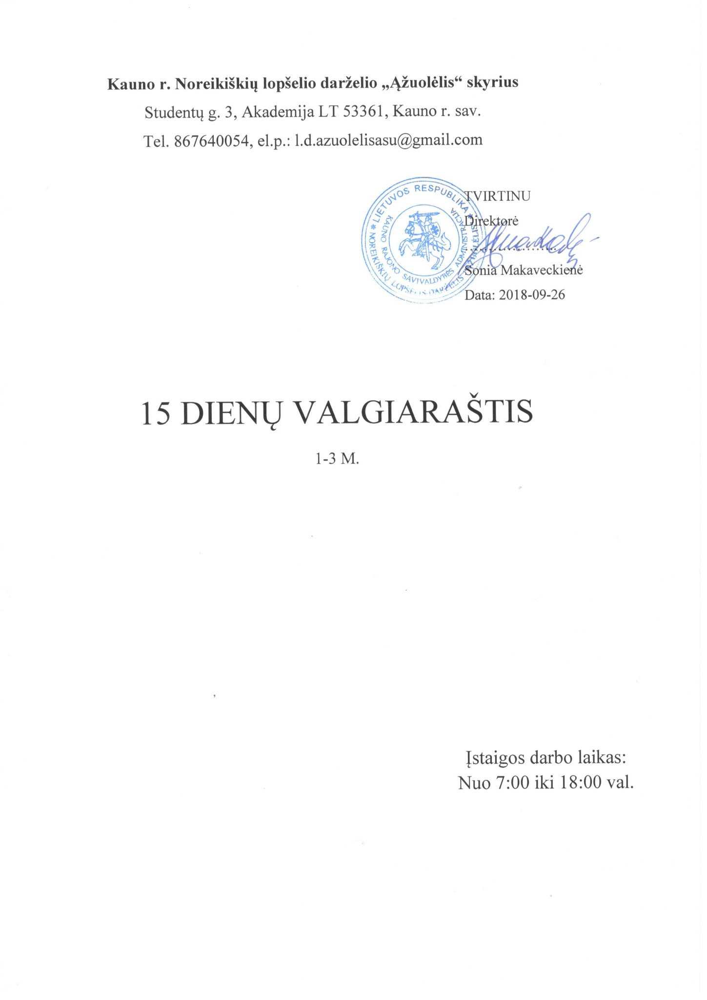 Kauno r. Noreikiškių lopšelio darželio „Ąžuolėlis“ skyrius
Studentų g. 3, Akademija LT 53361, Kauno r. sav.
Tel. 867640054, el.p.: l.d.azuolelisasu@gmail.com
TVIRTINU
Direktorė
....................
Sonia Makaveckienė
Data: 2018-09-26
* LIETUVOS RESPUBLIKA *
NOREIKIŠKIŲ LOPŠELIS-DARŽELIS „ĄŽUOLĖLIS“
KAUNO RAJONO SAVIVALDYBĖS ADMINISTRACIJA
15 DIENŲ VALGIARAŠTIS
1-3 M.
Įstaigos darbo laikas:
Nuo 7:00 iki 18:00 val.